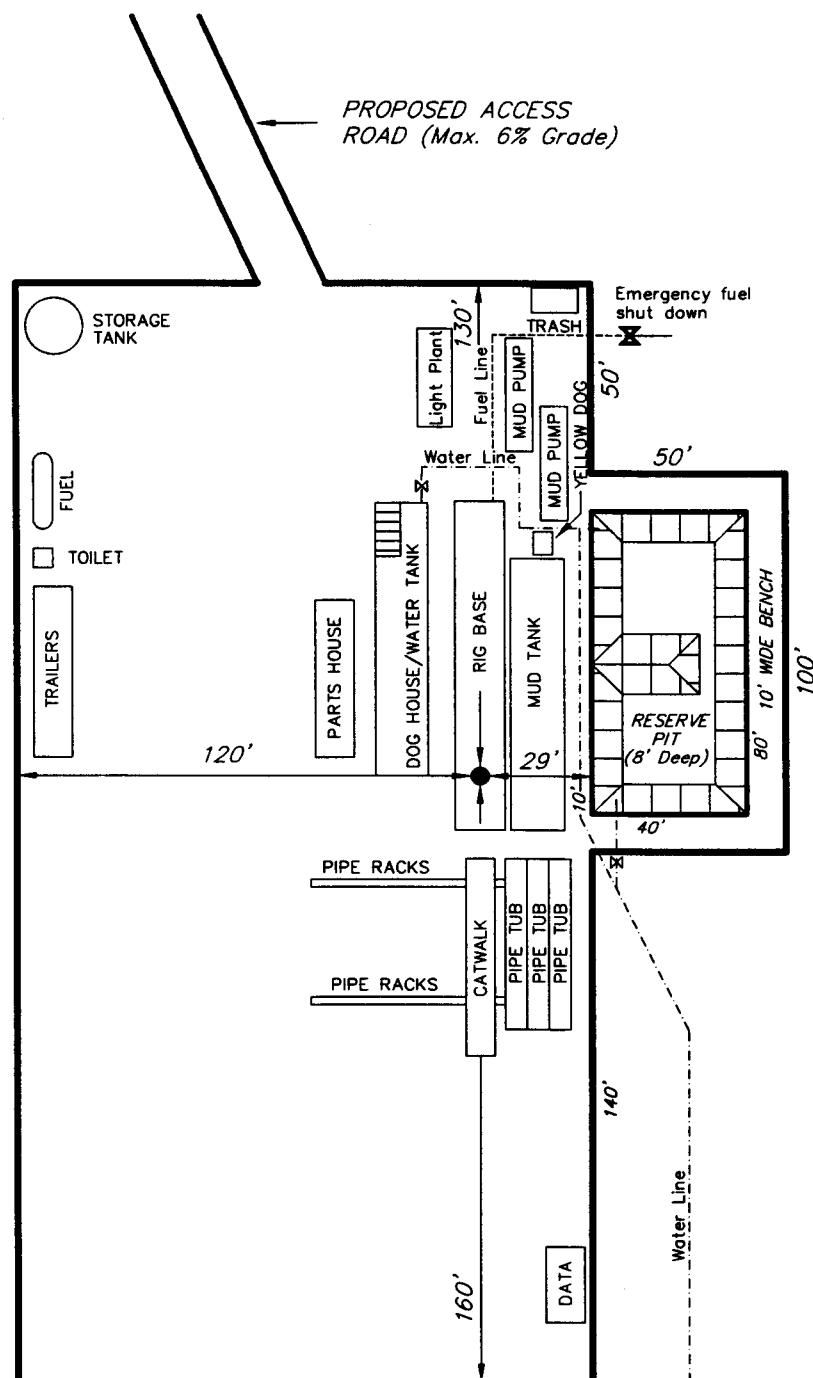 PROPOSED ACCESS
ROAD (Max. 6% Grade)
STORAGE
TANK
TRASH
Emergency fuel
shut down
130'
Light Plant
Fuel Line
MUD PUMP
50'
MUD PUMP
YELLOW DOG
Water Line
50'
FUEL
TOILET
TRAILERS
PARTS HOUSE
DOG HOUSE/WATER TANK
RIG BASE
MUD TANK
RESERVE
PIT
(8' Deep)
80'
10' WIDE BENCH
100'
120'
29'
10'
40'
PIPE RACKS
PIPE RACKS
CATWALK
PIPE TUB
PIPE TUB
PIPE TUB
140'
Water Line
160'
DATA